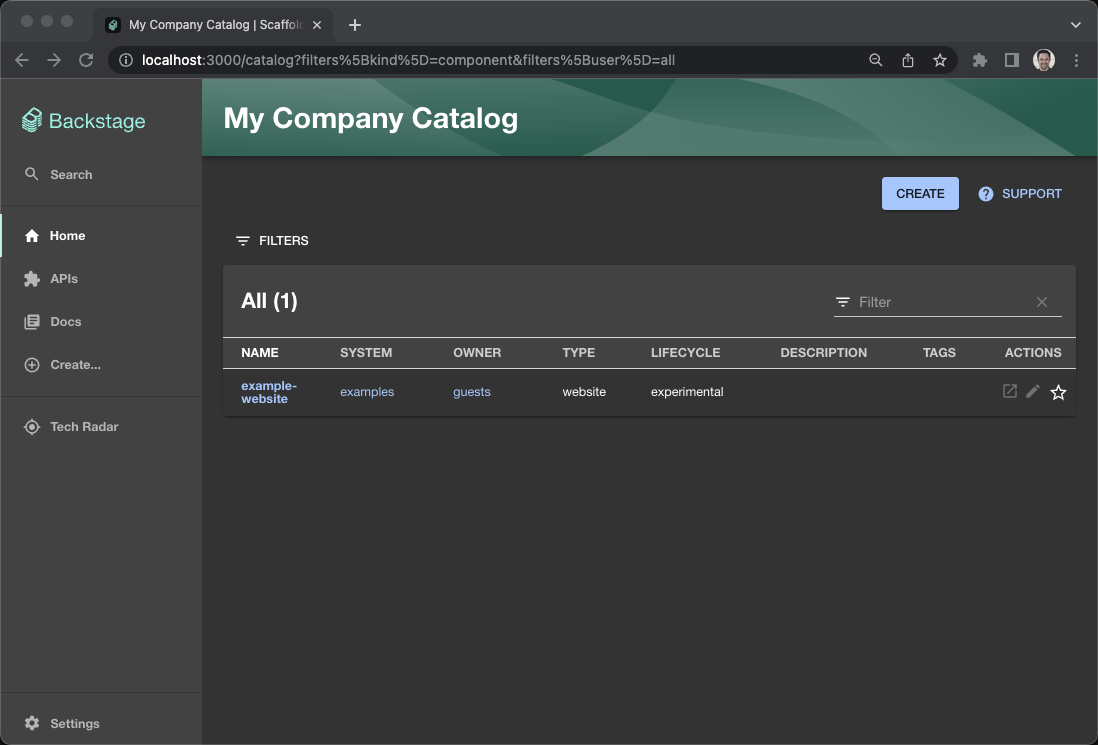 My Company Catalog | Scaffol
localhost:3000/catalog?filters%5Bkind%5D=component&filters%5Buser%5D=all
Backstage
My Company Catalog
Search
CREATE
SUPPORT
Home
FILTERS
APIs
All (1)
Filter
Docs
NAME SYSTEM OWNER TYPE LIFECYCLE DESCRIPTION TAGS ACTIONS
Create...
example-
website
examples guests website experimental
Tech Radar
Settings